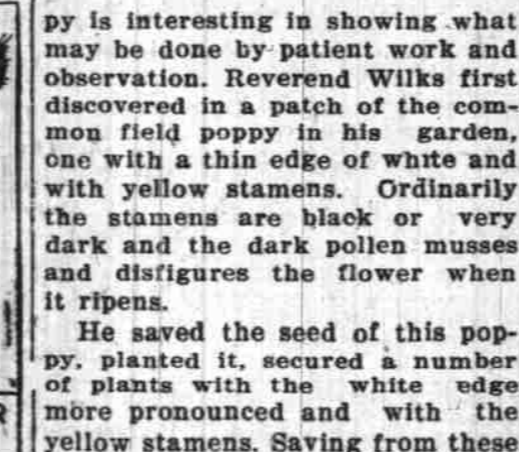 py is interesting in showing what
may be done by patient work and
observation. Reverend Wilks first
discovered in a patch of the com-
mon field poppy in his garden,
one with a thin edge of white and
with yellow stamens. Ordinarily
the stamens are black or very
dark and the dark pollen musses
and disfigures the flower when
it ripens.
He saved the seed of this pop-
py, planted it, secured a number
of plants with the white edge
more pronounced and with the
yellow stamens. Saving from these